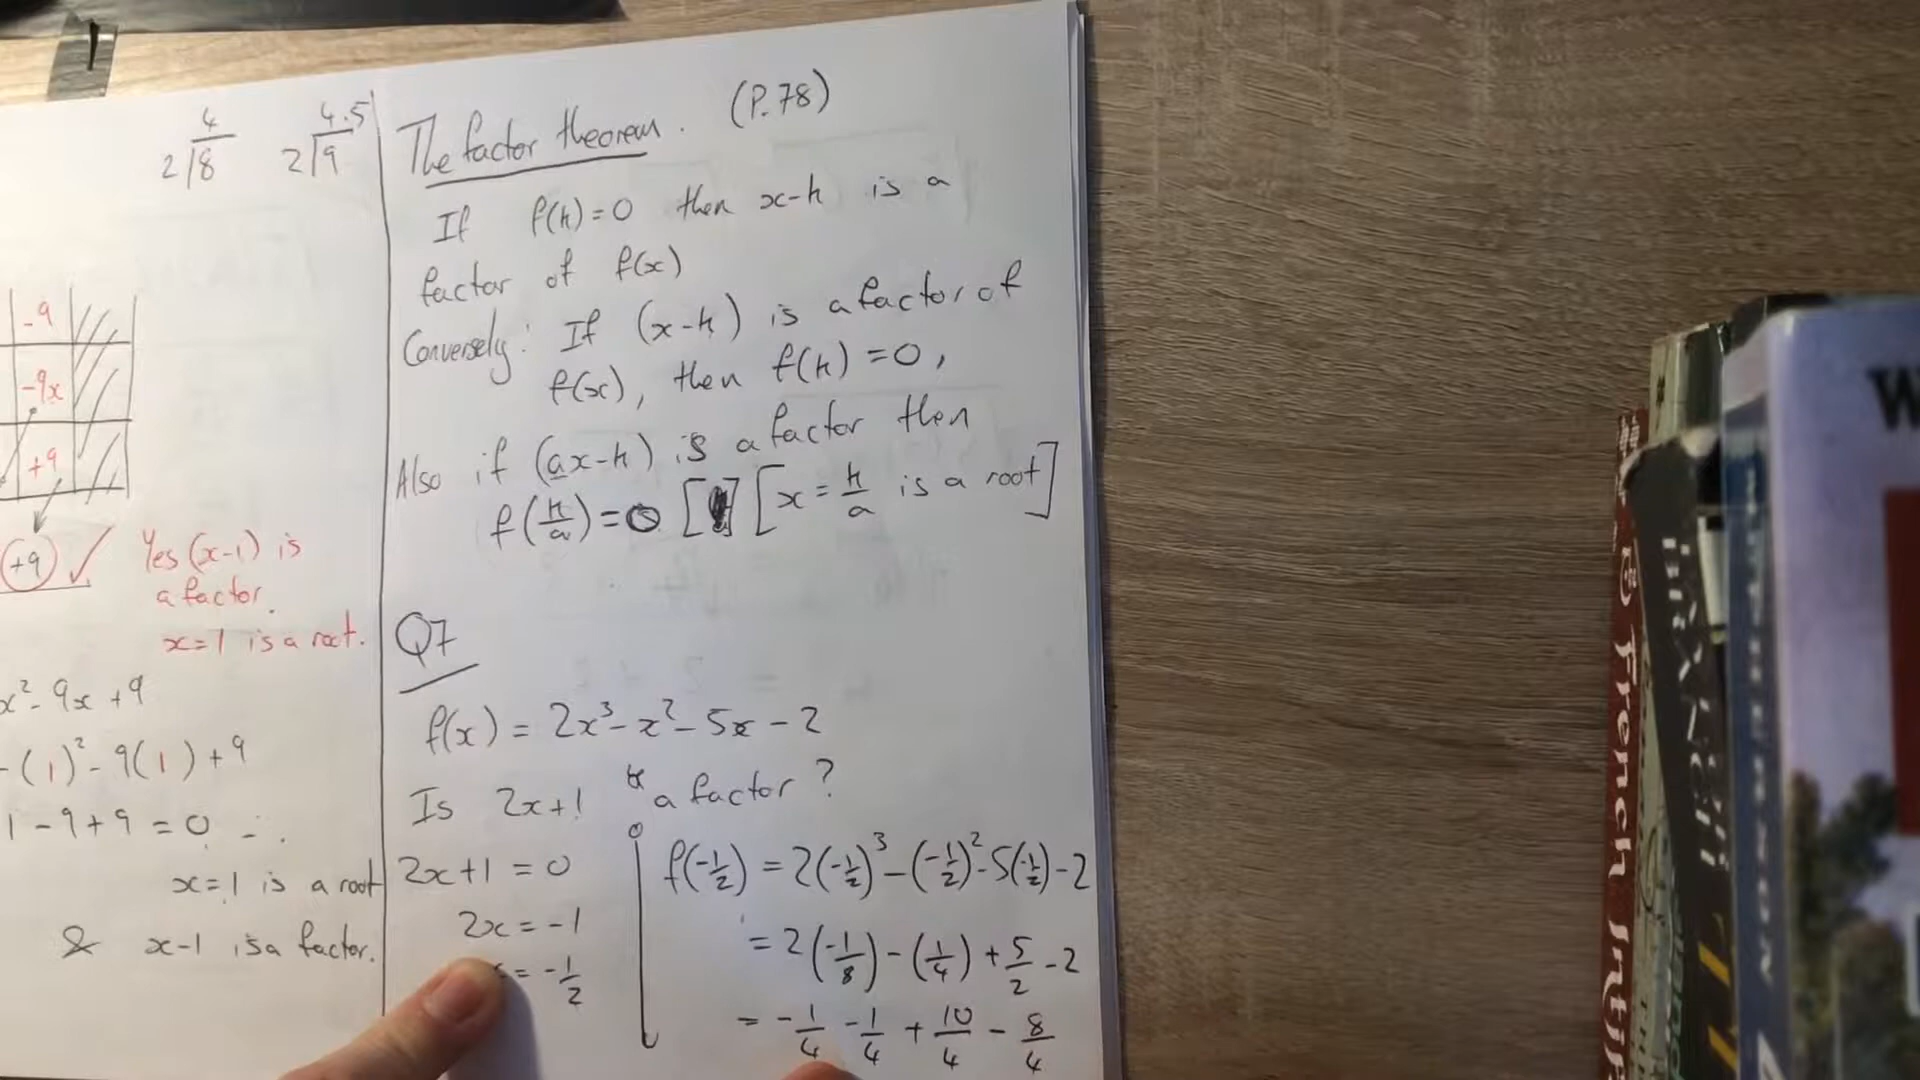 4
2 8
4.5
2 9
-9
-9x
+9
+9 ✓
Yes (x-1) is
a factor.
x=1 is a root.
x² - 9x + 9
-(1)² - 9(1) + 9
1 - 9 + 9 = 0 ∴
x=1 is a root
& x-1 is a factor.
The factor theorem. (P.78)
If f(h)=0 then x-h is a
factor of f(x)
Conversely: If (x-h) is a factor of
f(x), then f(h) = 0,
Also if (ax-h) is a factor then
f(h/a) = 0 [ ] [x = h/a is a root]
Q7
f(x) = 2x³ - x² - 5x - 2
Is 2x+1 a factor?
2x+1 = 0
2x = -1
= -1/2
f(-1/2) = 2(-1/2)³ - (-1/2)² - 5(-1/2) - 2
= 2(-1/8) - (1/4) + 5/2 - 2
= -1/4 - 1/4 + 10/4 - 8/4
French